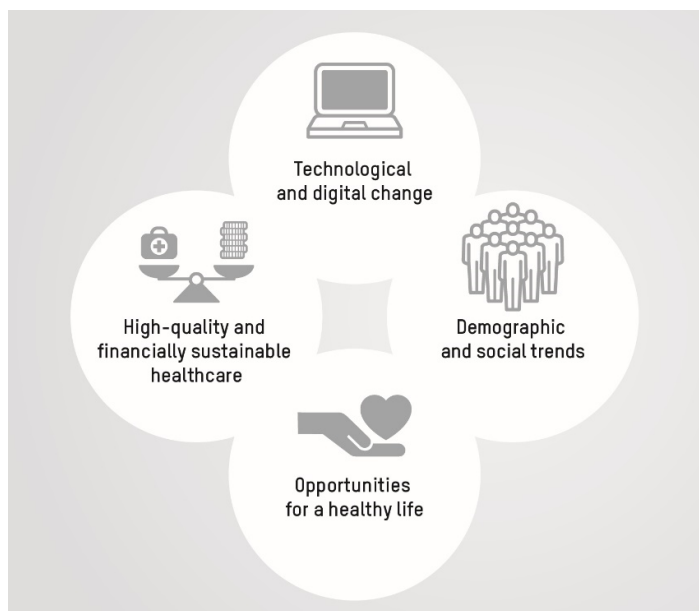 Technological
and digital change
High-quality and
financially sustainable
healthcare
Demographic
and social trends
Opportunities
for a healthy life